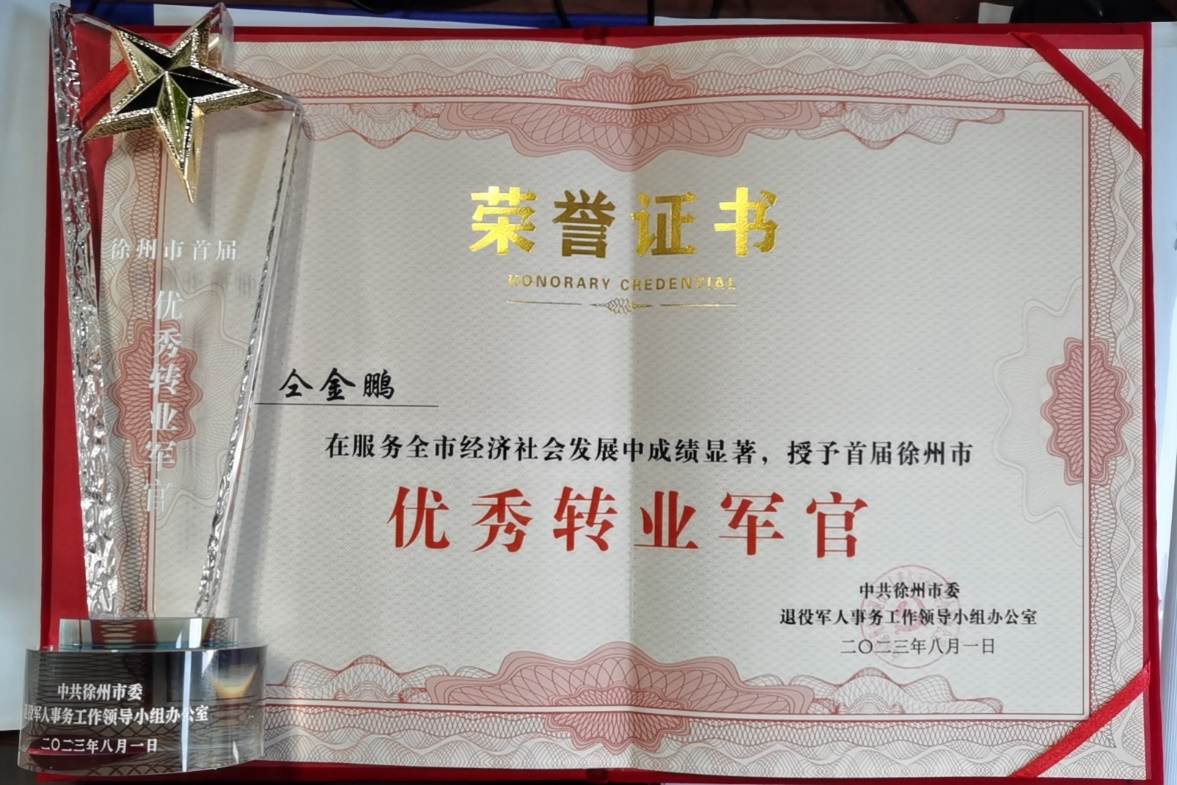 徐州市首届
优秀转业军官
中共徐州市委
退役军人事务工作领导小组办公室
二〇二三年八月一日
荣誉证书
HONORARY CREDENTIAL
仝金鹏
在服务全市经济社会发展中成绩显著，授予首届徐州市
优秀转业军官
中共徐州市委
退役军人事务工作领导小组办公室
二〇二三年八月一日